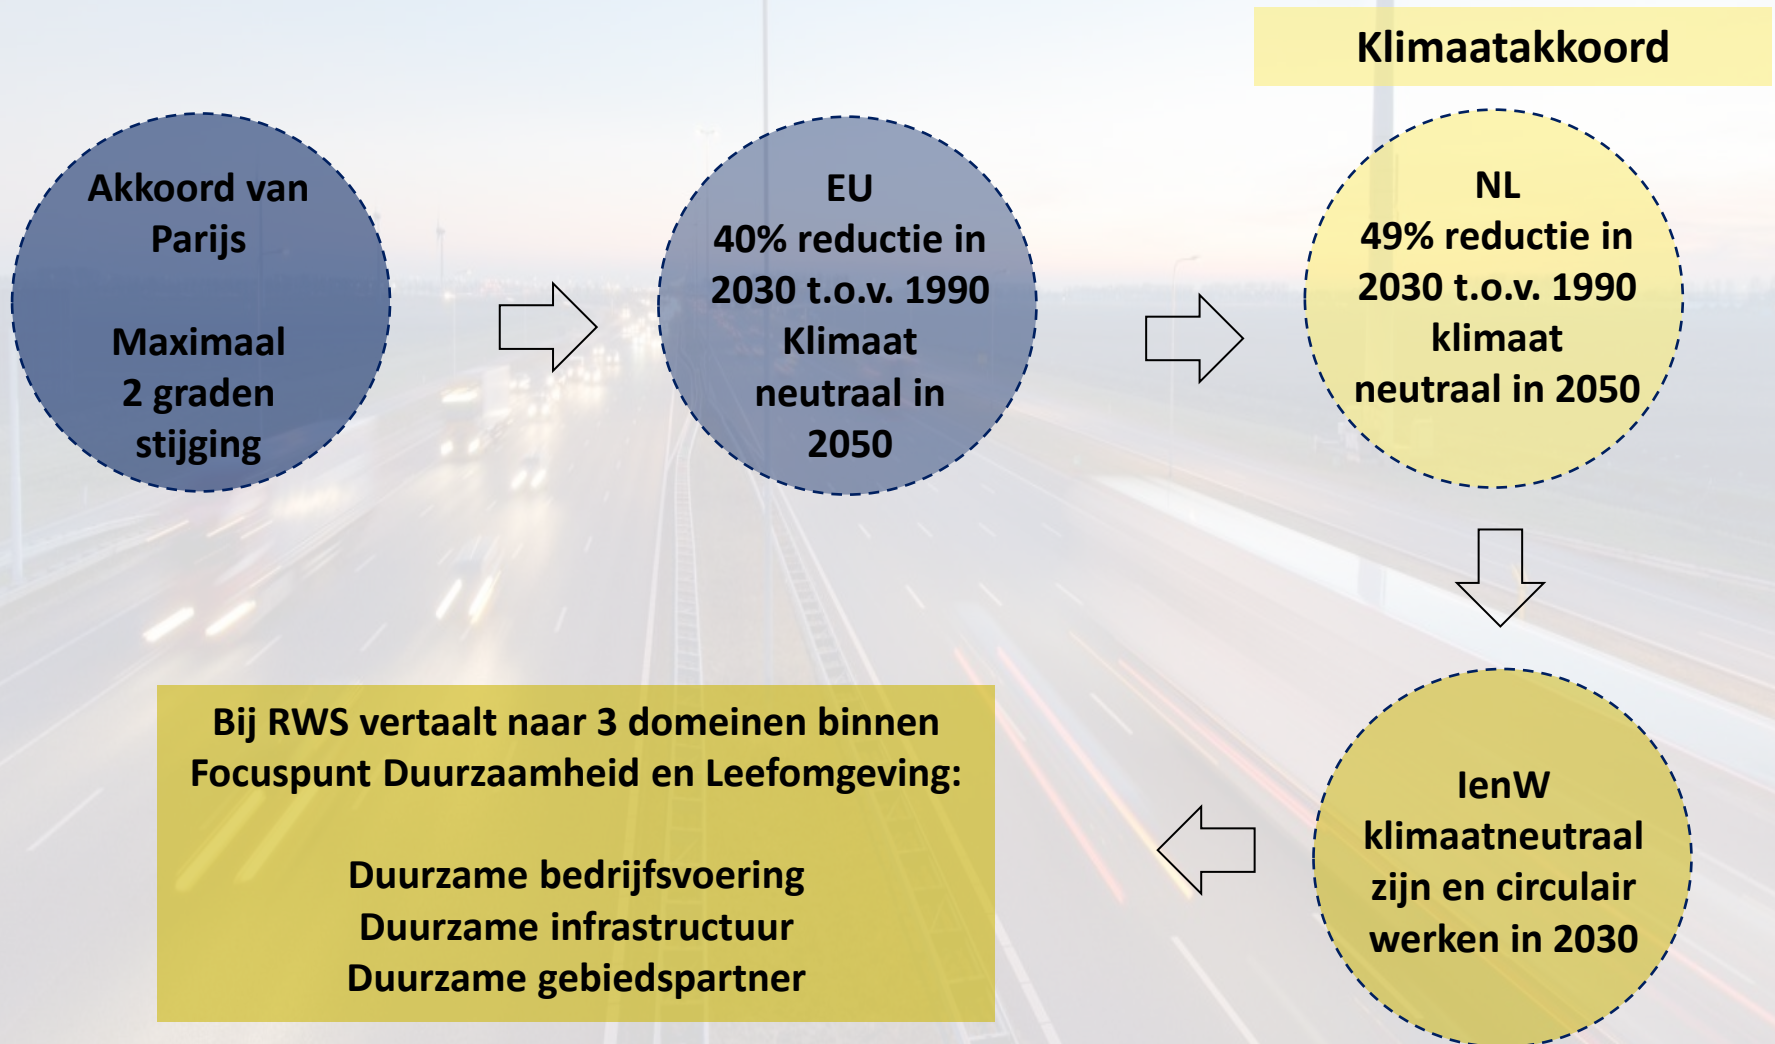 Klimaatakkoord
Akkoord van
Parijs
Maximaal
2 graden
stijging
EU
40% reductie in
2030 t.o.v. 1990
Klimaat
neutraal in
2050
NL
49% reductie in
2030 t.o.v. 1990
klimaat
neutraal in 2050
IenW
klimaatneutraal
zijn en circulair
werken in 2030
Bij RWS vertaalt naar 3 domeinen binnen
Focuspunt Duurzaamheid en Leefomgeving:
Duurzame bedrijfsvoering
Duurzame infrastructuur
Duurzame gebiedspartner